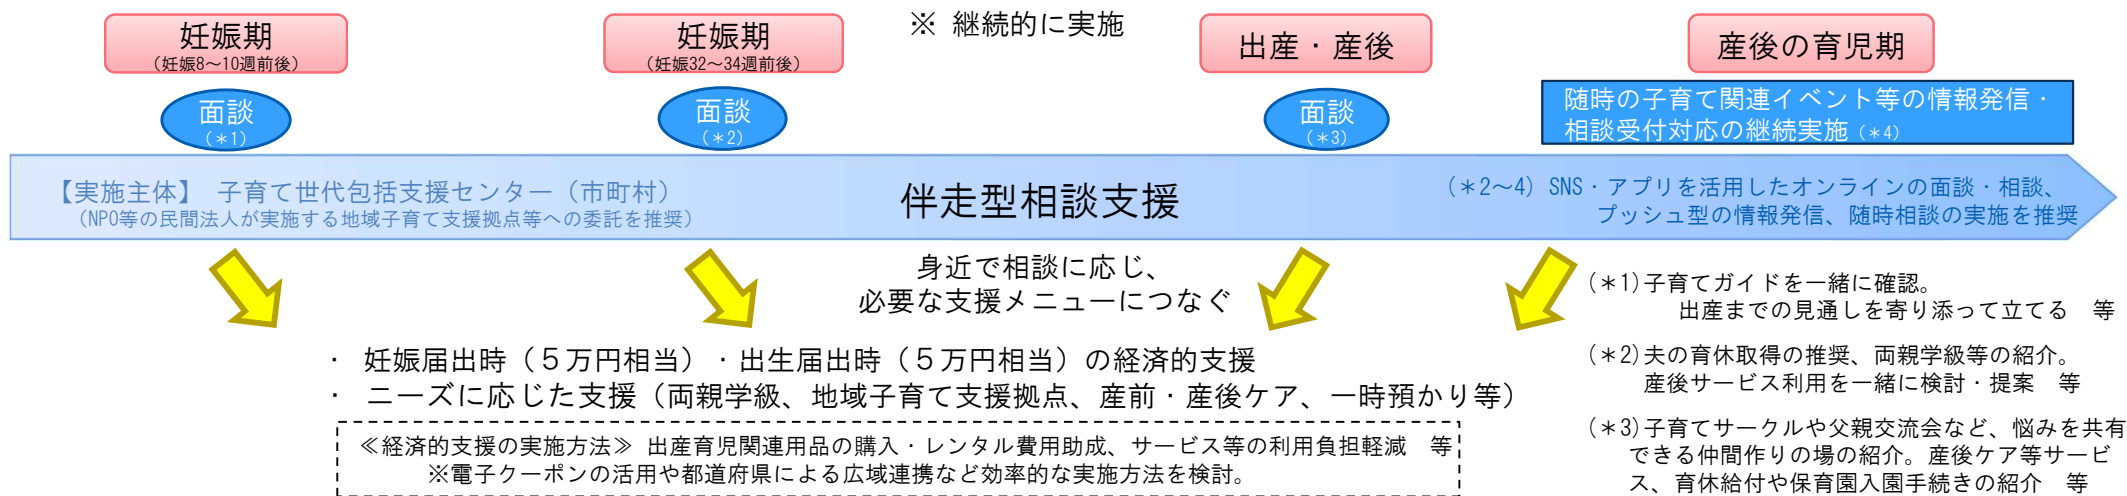 ※ 継続的に実施
妊娠期
（妊娠8～10週前後）
妊娠期
（妊娠32～34週前後）
出産・産後
産後の育児期
面談
（＊1）
面談
（＊2）
面談
（＊3）
随時の子育て関連イベント等の情報発信・
相談受付対応の継続実施（＊4）
【実施主体】 子育て世代包括支援センター（市町村）
（NPO等の民間法人が実施する地域子育て支援拠点等への委託を推奨）
伴走型相談支援
（＊2～4）SNS・アプリを活用したオンラインの面談・相談、
プッシュ型の情報発信、随時相談の実施を推奨
身近で相談に応じ、
必要な支援メニューにつなぐ
・ 妊娠届出時（５万円相当）・出生届出時（５万円相当）の経済的支援
・ ニーズに応じた支援（両親学級、地域子育て支援拠点、産前・産後ケア、一時預かり等）
≪経済的支援の実施方法≫ 出産育児関連用品の購入・レンタル費用助成、サービス等の利用負担軽減　等
※電子クーポンの活用や都道府県による広域連携など効率的な実施方法を検討。
（＊1）子育てガイドを一緒に確認。
出産までの見通しを寄り添って立てる　等
（＊2）夫の育休取得の推奨、両親学級等の紹介。
産後サービス利用を一緒に検討・提案　等
（＊3）子育てサークルや父親交流会など、悩みを共有
できる仲間作りの場の紹介。産後ケア等サービ
ス、育休給付や保育園入園手続きの紹介　等